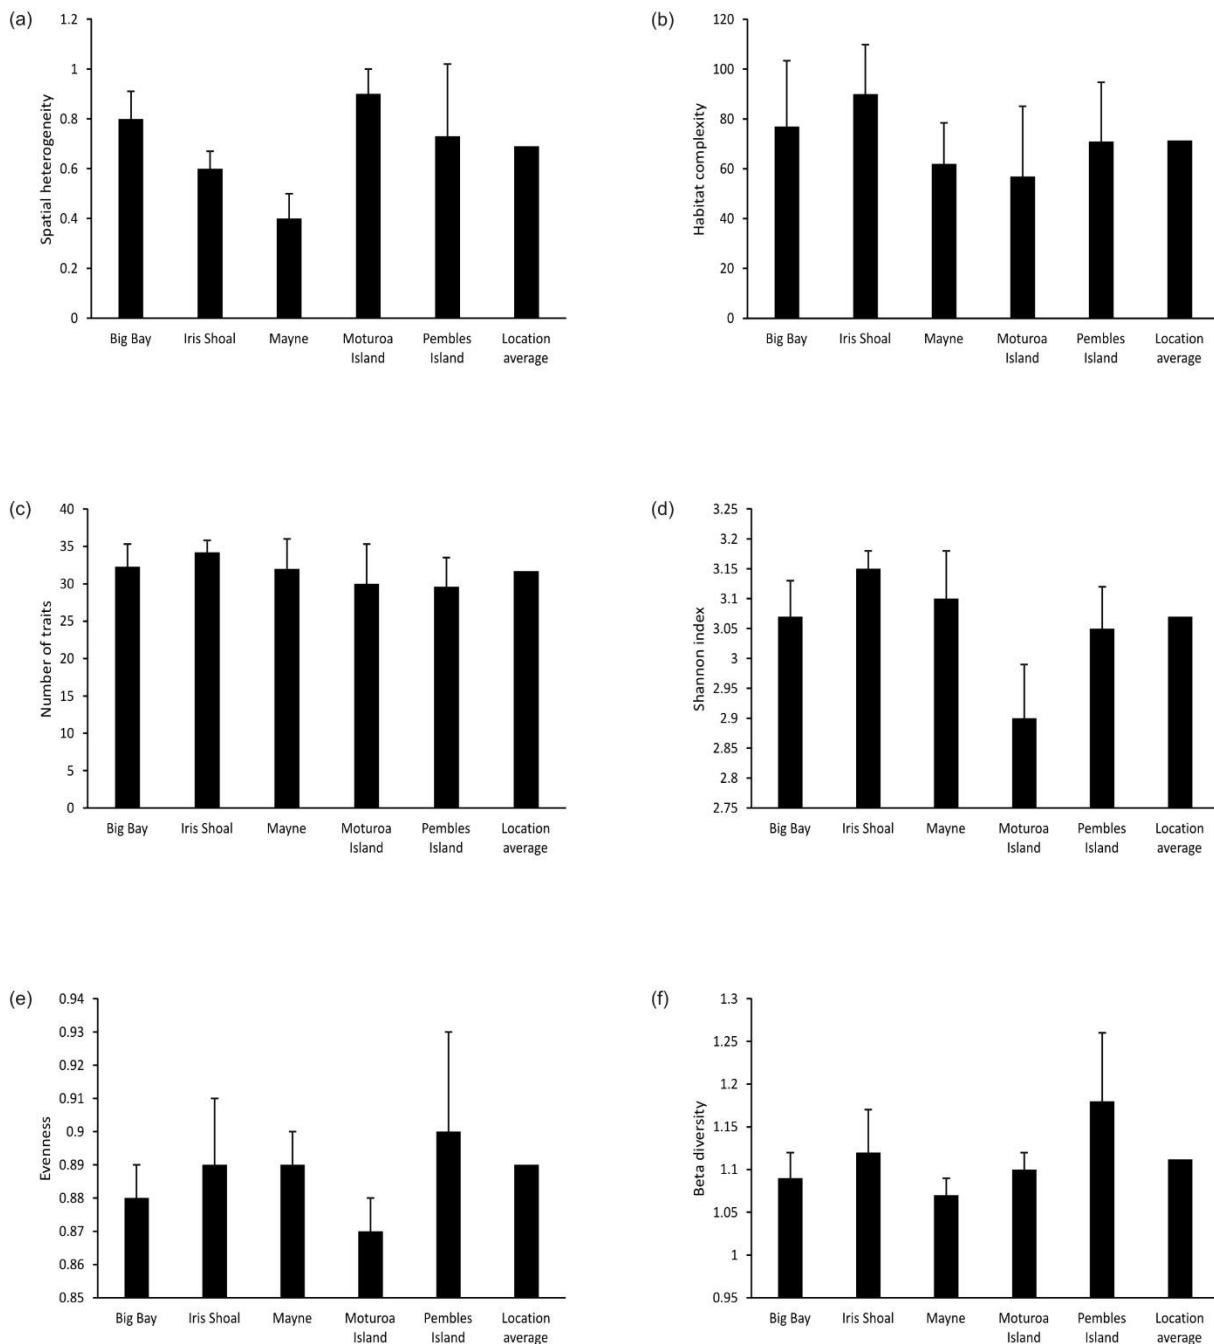 (a)
Spatial heterogeneity
1.2
1
0.8
0.6
0.4
0.2
0
Big Bay
Iris Shoal
Mayne
Moturoa
Island
Pembles
Island
Location
average
(b)
Habitat complexity
120
100
80
60
40
20
0
Big Bay
Iris Shoal
Mayne
Moturoa
Island
Pembles
Island
Location
average
(c)
Number of traits
40
35
30
25
20
15
10
5
0
Big Bay
Iris Shoal
Mayne
Moturoa
Island
Pembles
Island
Location
average
(d)
Shannon index
3.25
3.2
3.15
3.1
3.05
3
2.95
2.9
2.85
2.8
2.75
Big Bay
Iris Shoal
Mayne
Moturoa
Island
Pembles
Island
Location
average
(e)
Evenness
0.94
0.93
0.92
0.91
0.9
0.89
0.88
0.87
0.86
0.85
Big Bay
Iris Shoal
Mayne
Moturoa
Island
Pembles
Island
Location
average
(f)
Beta diversity
1.3
1.25
1.2
1.15
1.1
1.05
1
0.95
Big Bay
Iris Shoal
Mayne
Moturoa
Island
Pembles
Island
Location
average